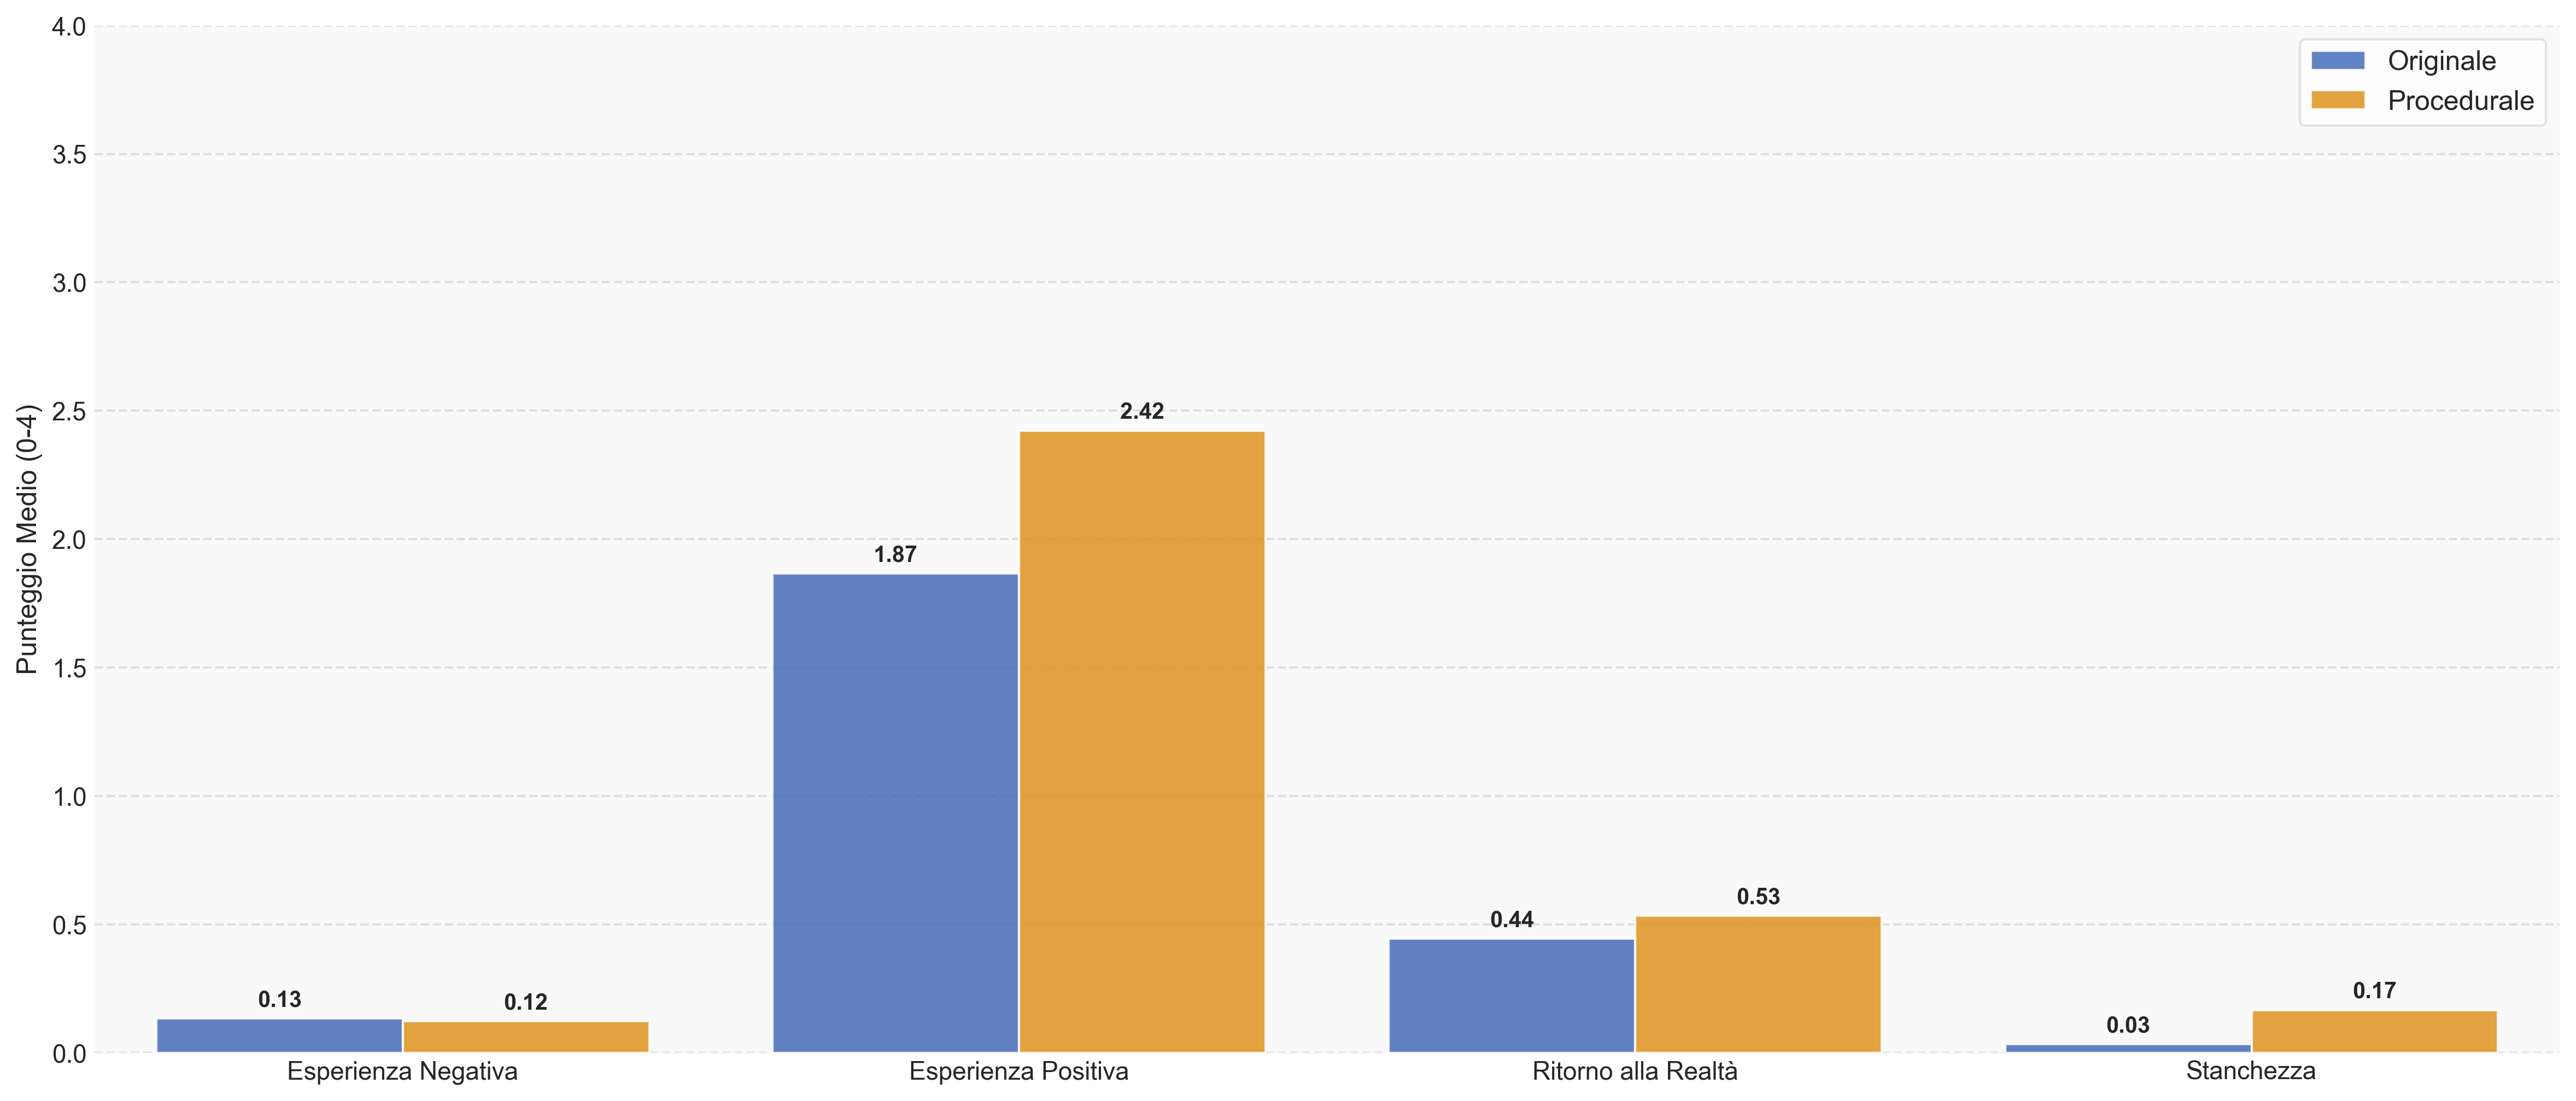 4.0
3.5
3.0
2.5
2.0
1.5
1.0
0.5
0.0
Punteggio Medio (0-4)
Originale
Procedurale
0.13
0.12
1.87
2.42
0.44
0.53
0.03
0.17
Esperienza Negativa
Esperienza Positiva
Ritorno alla Realtà
Stanchezza